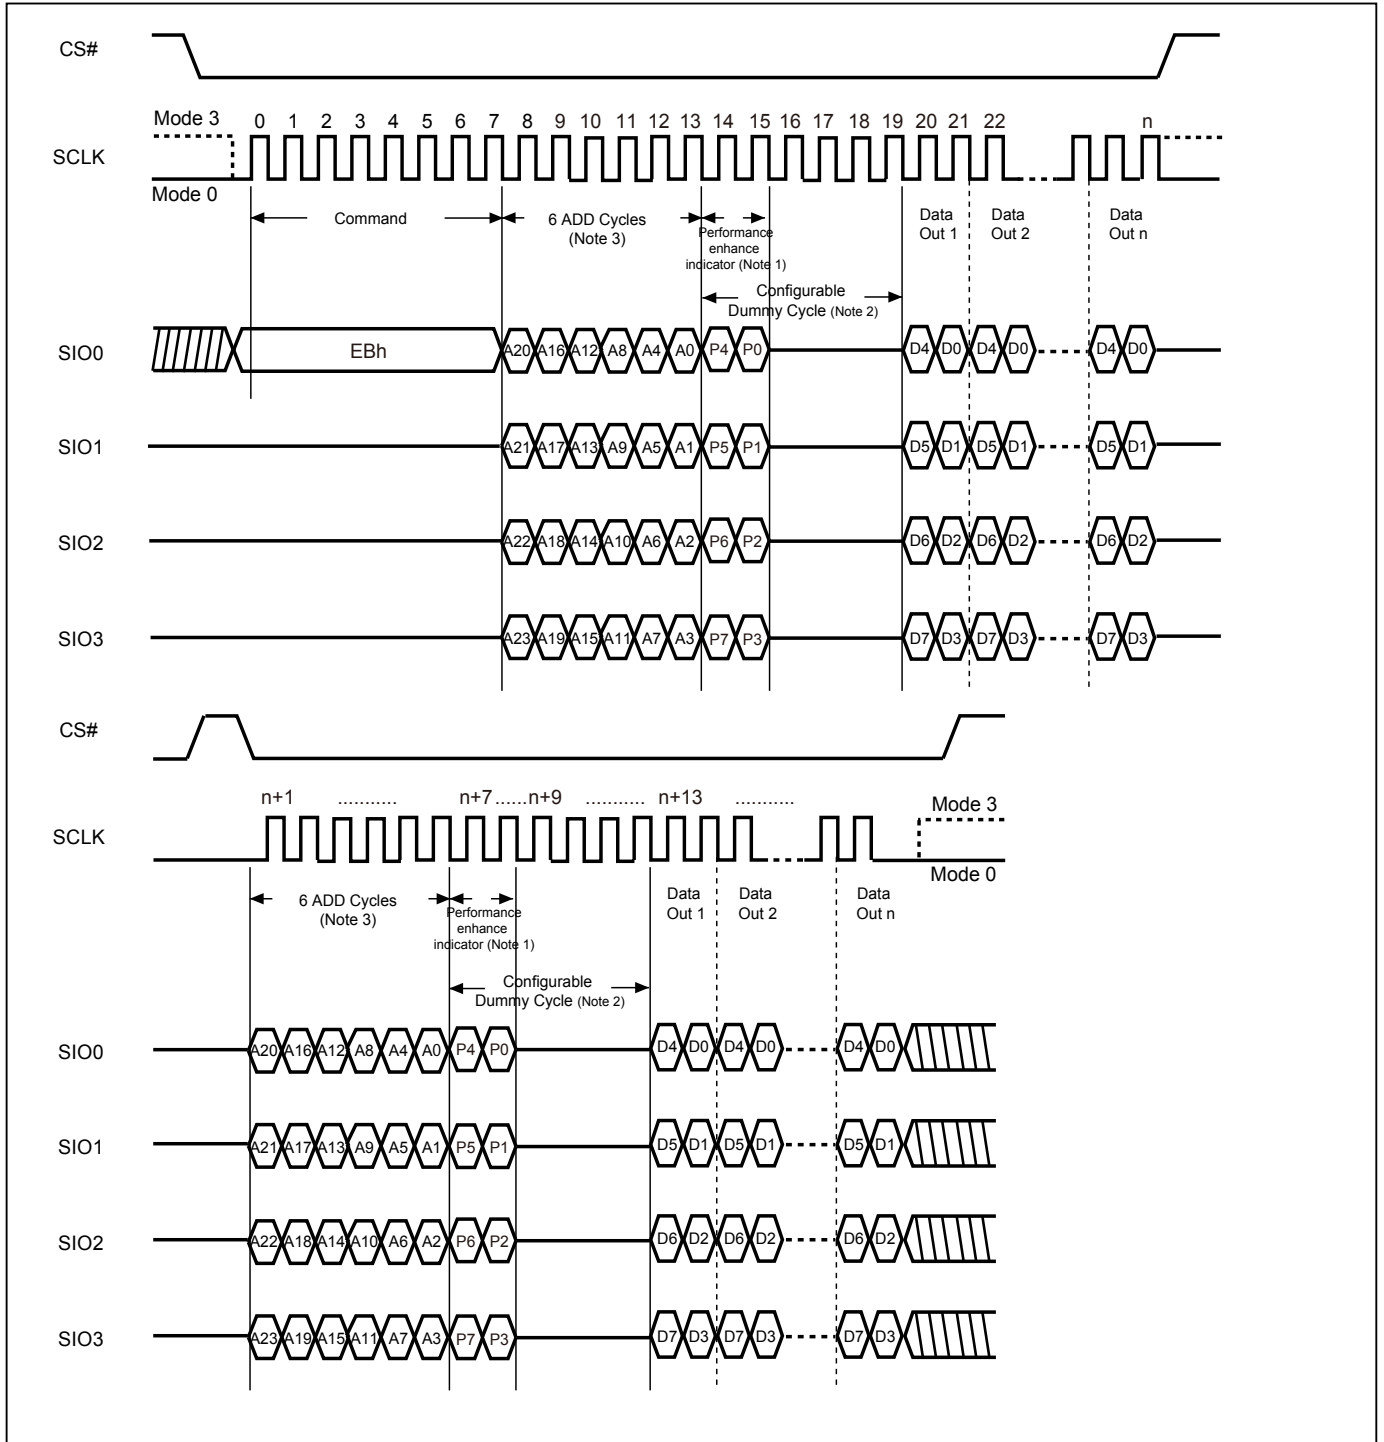 CS#
Mode 3
0 1 2 3 4 5 6 7 8 9 10 11 12 13 14 15 16 17 18 19 20 21 22 n
SCLK
Mode 0
Command
6 ADD Cycles
(Note 3)
Performance
enhance
indicator (Note 1)
Data
Out 1
Data
Out 2
Data
Out n
Configurable
Dummy Cycle (Note 2)
SIO0 EBh A20 A16 A12 A8 A4 A0 P4 P0 D4 D0 D4 D0 D4 D0
SIO1 A21 A17 A13 A9 A5 A1 P5 P1 D5 D1 D5 D1 D5 D1
SIO2 A22 A18 A14 A10 A6 A2 P6 P2 D6 D2 D6 D2 D6 D2
SIO3 A23 A19 A15 A11 A7 A3 P7 P3 D7 D3 D7 D3 D7 D3
CS#
n+1 ........... n+7 ...... n+9 ........... n+13 ...........
Mode 3
SCLK
Mode 0
6 ADD Cycles
(Note 3)
Performance
enhance
indicator (Note 1)
Data
Out 1
Data
Out 2
Data
Out n
Configurable
Dummy Cycle (Note 2)
SIO0 A20 A16 A12 A8 A4 A0 P4 P0 D4 D0 D4 D0 D4 D0
SIO1 A21 A17 A13 A9 A5 A1 P5 P1 D5 D1 D5 D1 D5 D1
SIO2 A22 A18 A14 A10 A6 A2 P6 P2 D6 D2 D6 D2 D6 D2
SIO3 A23 A19 A15 A11 A7 A3 P7 P3 D7 D3 D7 D3 D7 D3